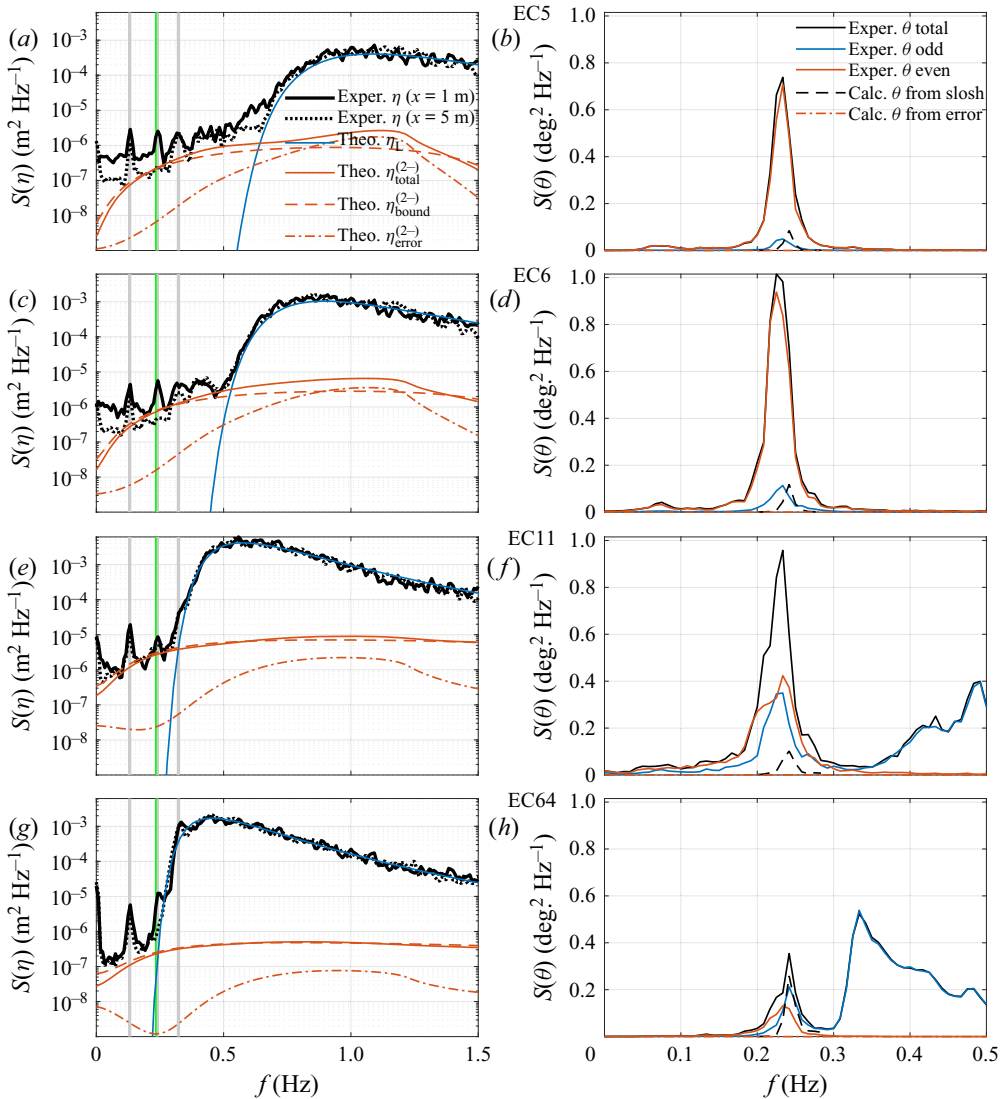 EC5
(a)
(b)
S(η) (m² Hz⁻¹)
10⁻³
10⁻⁴
10⁻⁵
10⁻⁶
10⁻⁷
10⁻⁸
Exper. η (x = 1 m)
Exper. η (x = 5 m)
Theo. η_L
Theo. η_total^(2−)
Theo. η_bound^(2−)
Theo. η_error^(2−)
S(θ) (deg.² Hz⁻¹)
1.0
0.8
0.6
0.4
0.2
0
Exper. θ total
Exper. θ odd
Exper. θ even
Calc. θ from slosh
Calc. θ from error
EC6
(c)
(d)
S(η) (m² Hz⁻¹)
10⁻³
10⁻⁴
10⁻⁵
10⁻⁶
10⁻⁷
10⁻⁸
S(θ) (deg.² Hz⁻¹)
1.0
0.8
0.6
0.4
0.2
0
EC11
(e)
(f)
S(η) (m² Hz⁻¹)
10⁻³
10⁻⁴
10⁻⁵
10⁻⁶
10⁻⁷
10⁻⁸
S(θ) (deg.² Hz⁻¹)
1.0
0.8
0.6
0.4
0.2
0
EC64
(g)
(h)
S(η) (m² Hz⁻¹)
10⁻³
10⁻⁴
10⁻⁵
10⁻⁶
10⁻⁷
10⁻⁸
0 0.5 1.0 1.5
f (Hz)
S(θ) (deg.² Hz⁻¹)
1.0
0.8
0.6
0.4
0.2
0
0.1 0.2 0.3 0.4 0.5
f (Hz)